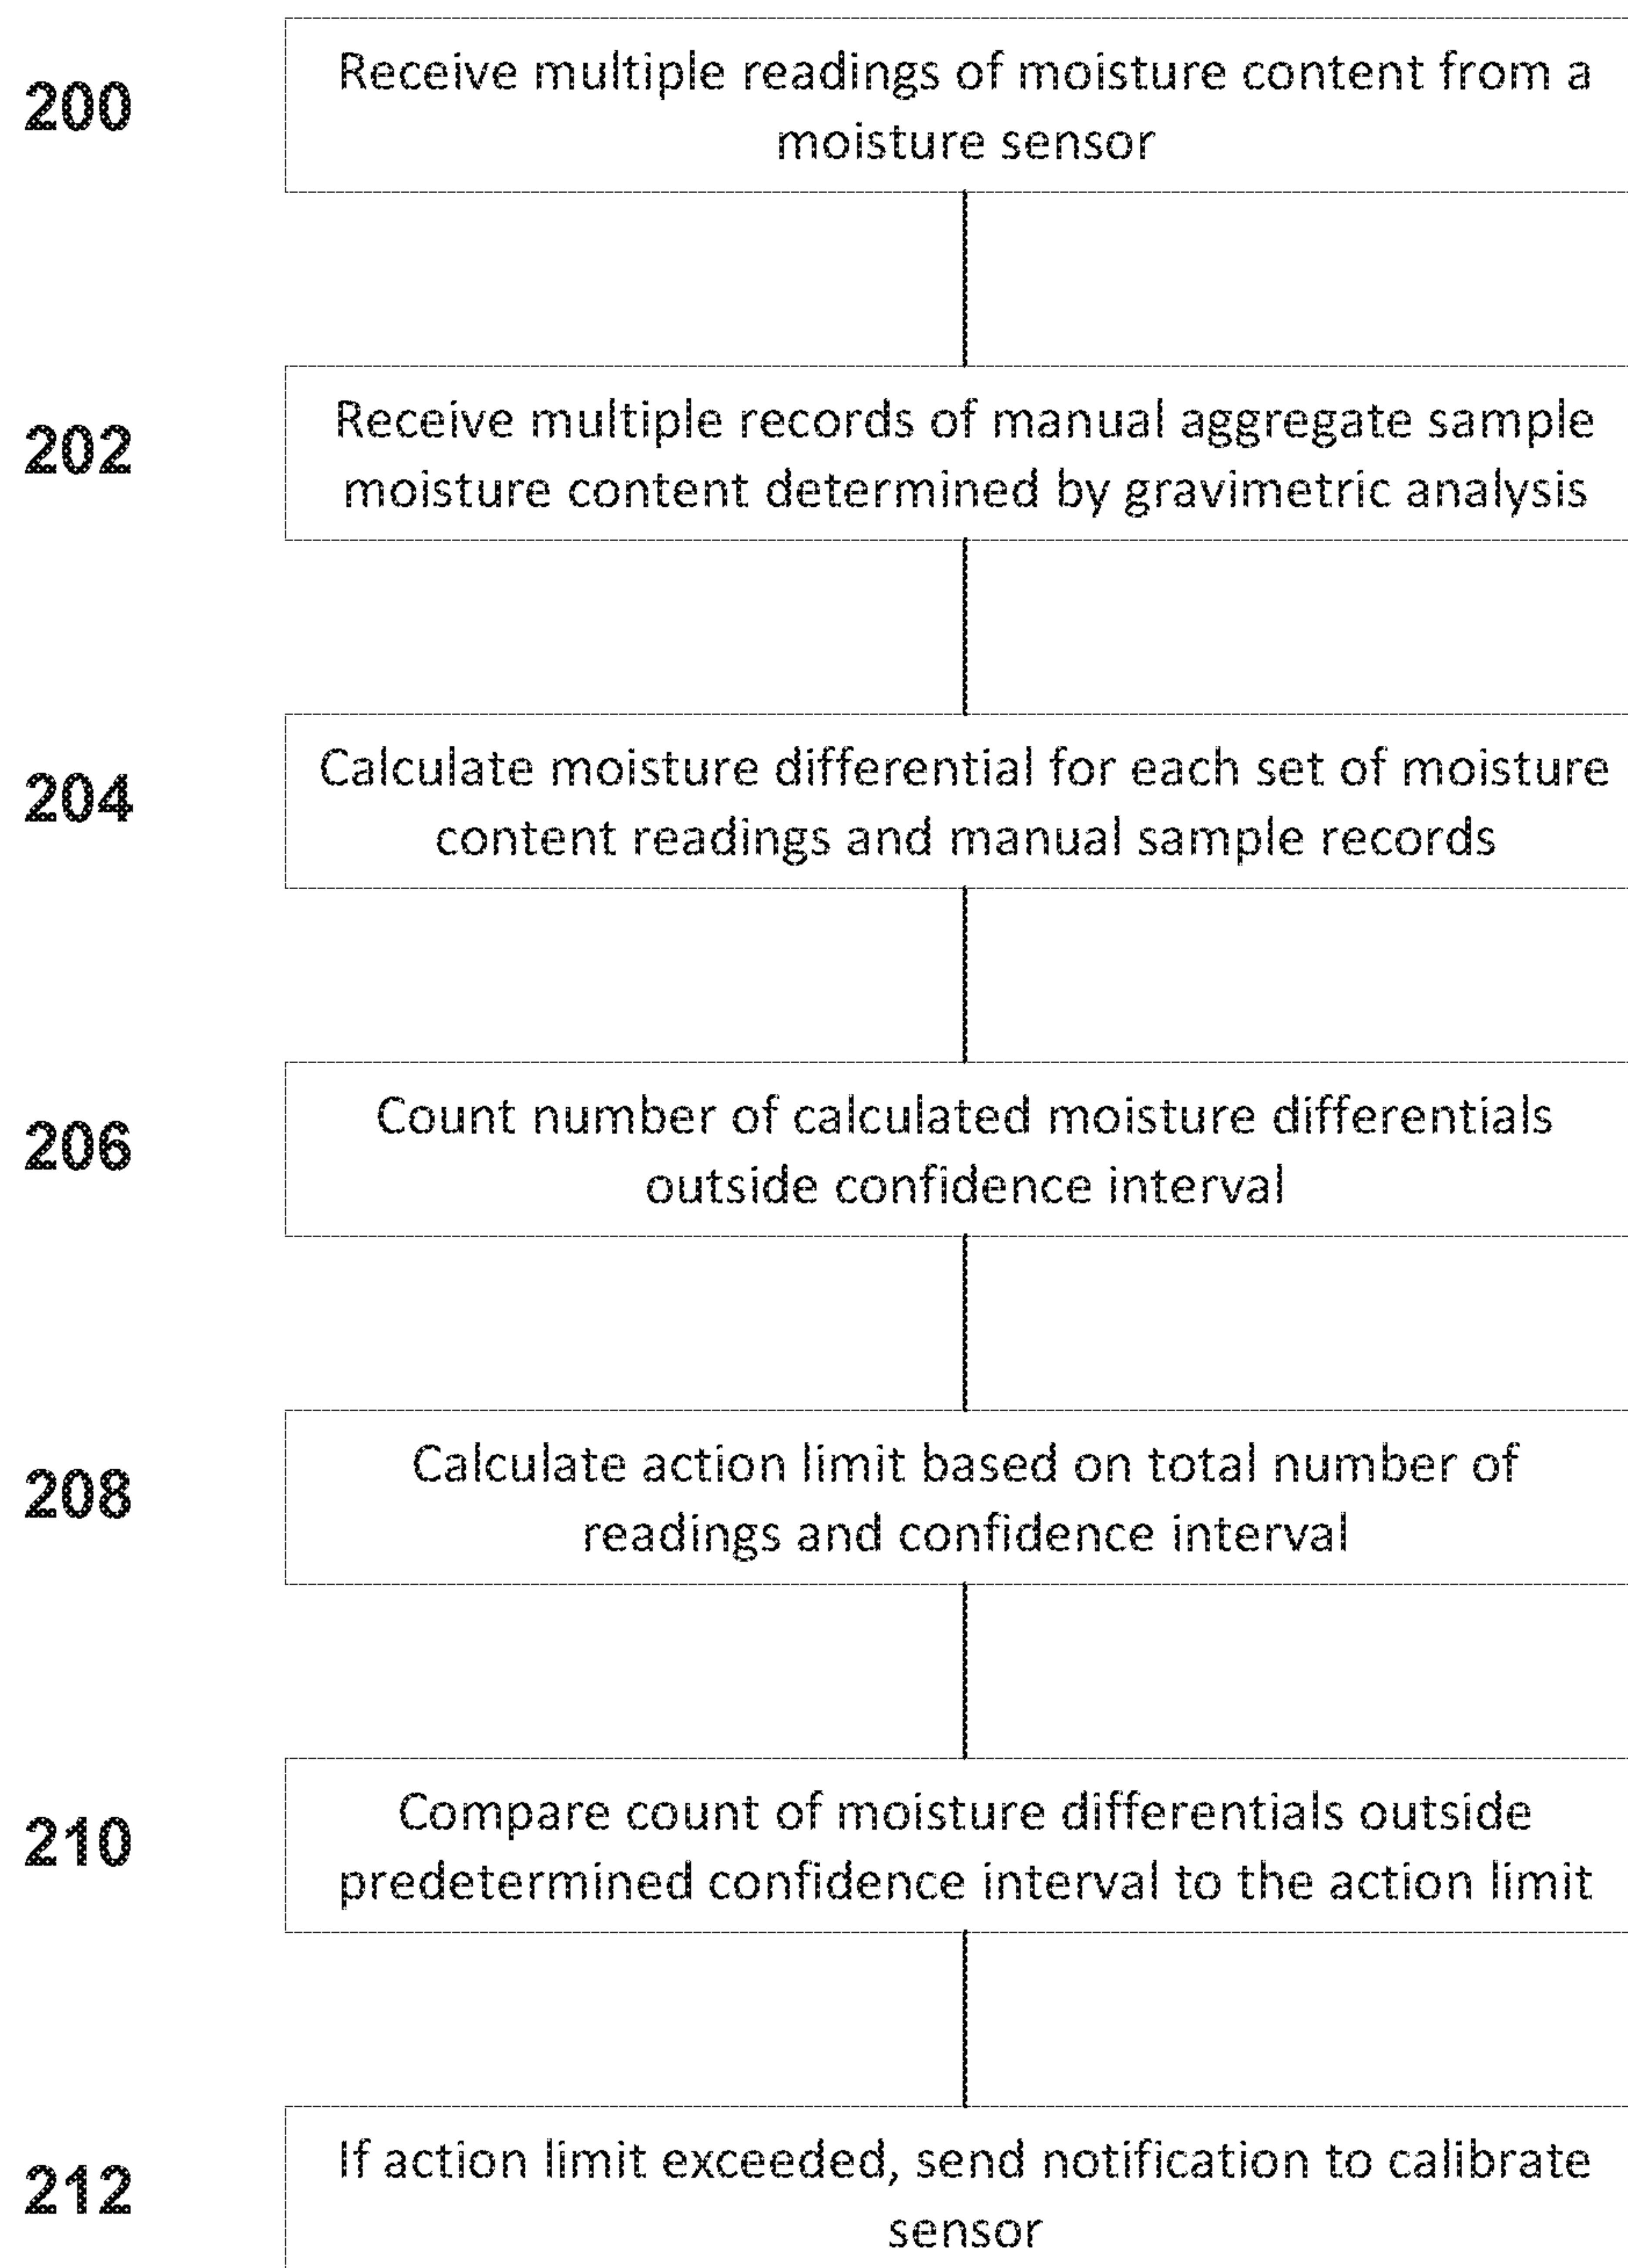 200
Receive multiple readings of moisture content from a
moisture sensor
202
Receive multiple records of manual aggregate sample
moisture content determined by gravimetric analysis
204
Calculate moisture differential for each set of moisture
content readings and manual sample records
206
Count number of calculated moisture differentials
outside confidence interval
208
Calculate action limit based on total number of
readings and confidence interval
210
Compare count of moisture differentials outside
predetermined confidence interval to the action limit
212
If action limit exceeded, send notification to calibrate
sensor